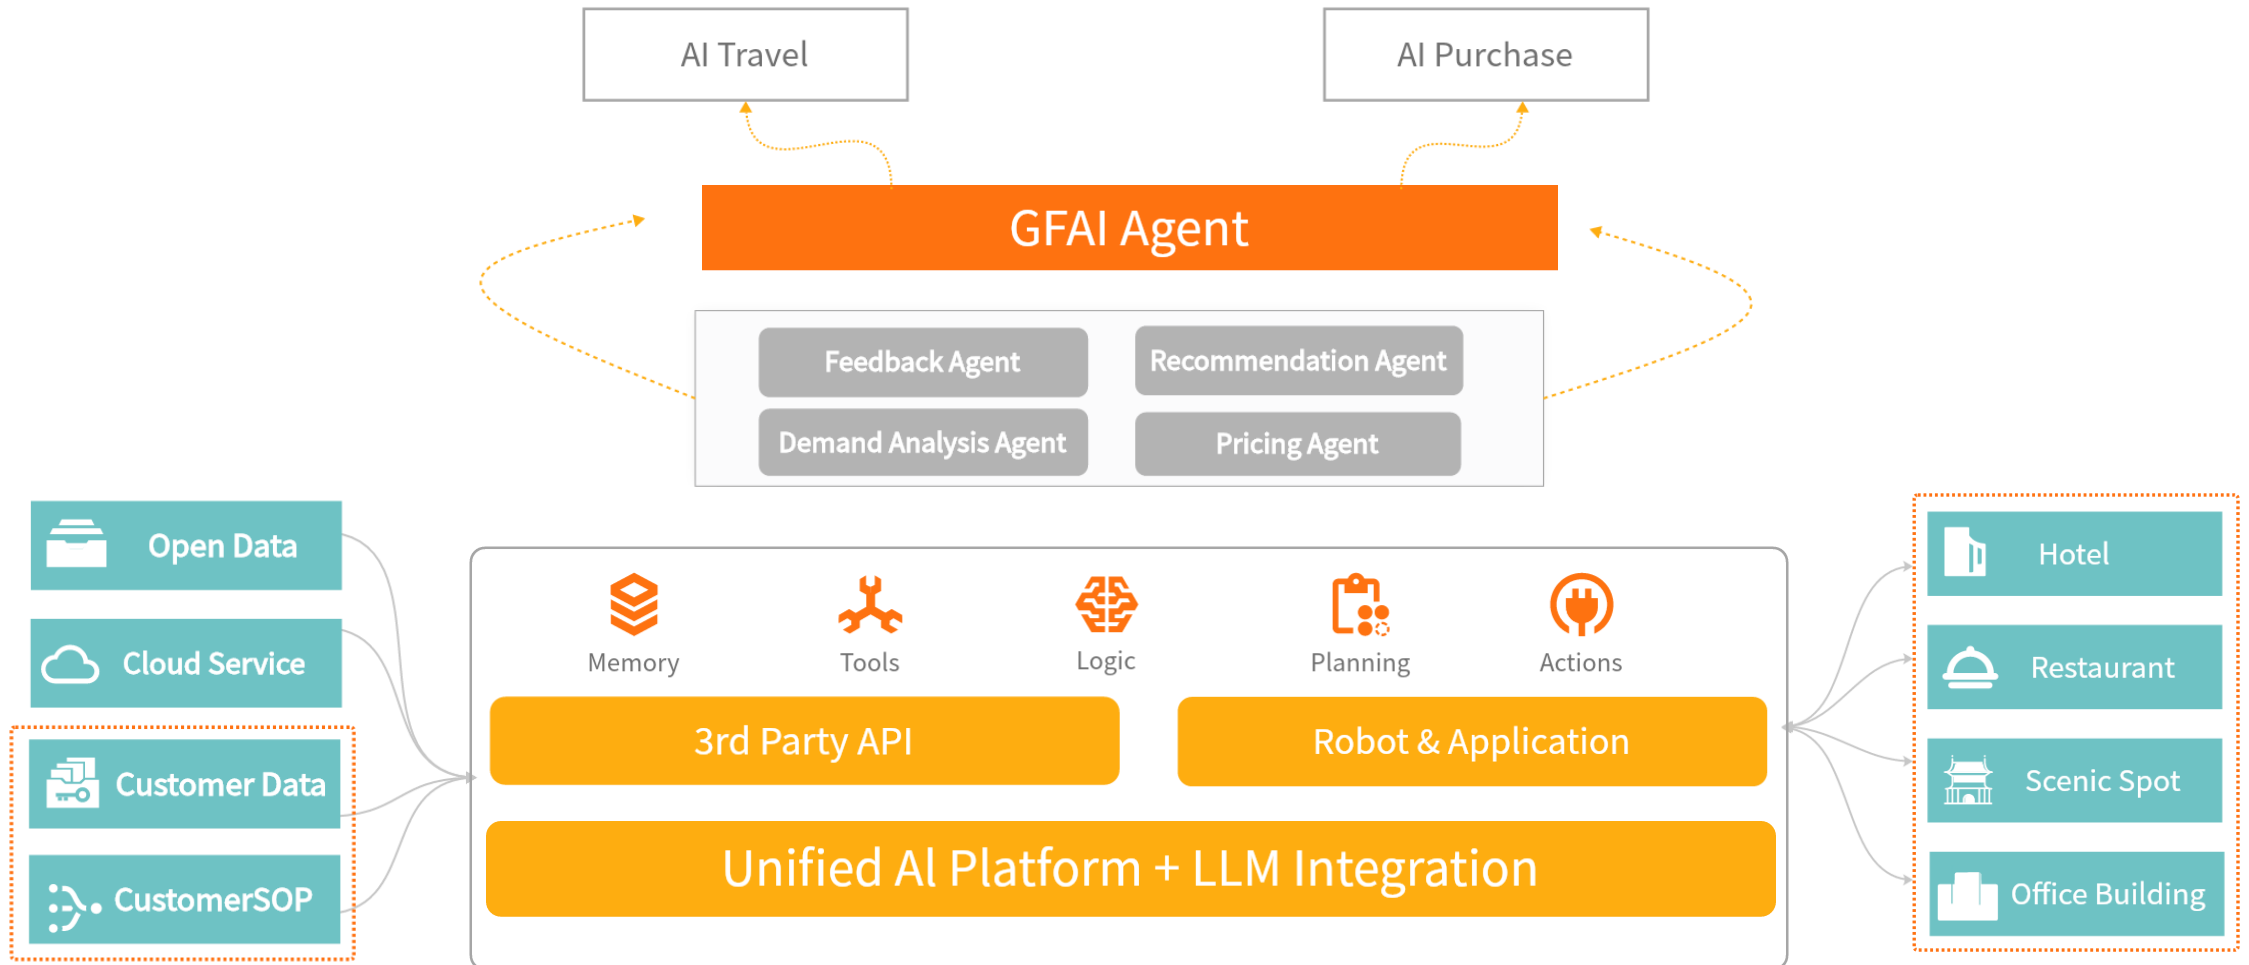 AI Travel
AI Purchase
GFAI Agent
Feedback Agent
Recommendation Agent
Demand Analysis Agent
Pricing Agent
Open Data
Cloud Service
Customer Data
CustomerSOP
Memory
Tools
Logic
Planning
Actions
3rd Party API
Robot & Application
Unified Al Platform + LLM Integration
Hotel
Restaurant
Scenic Spot
Office Building